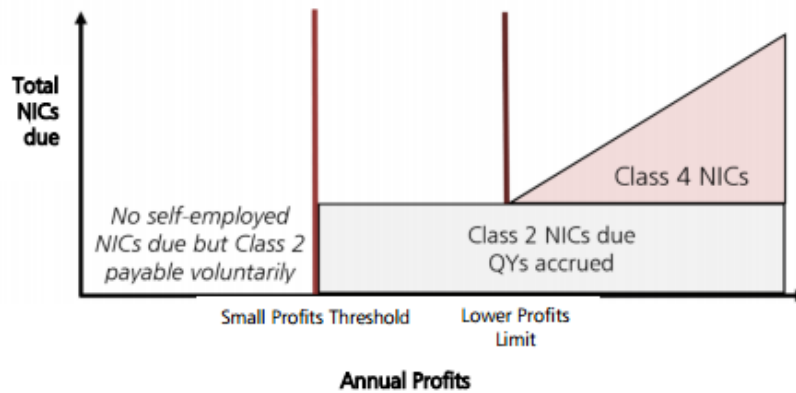 Total
NICs
due
No self-employed
NICs due but Class 2
payable voluntarily
Class 4 NICs
Class 2 NICs due
QYs accrued
Small Profits Threshold
Lower Profits
Limit
Annual Profits